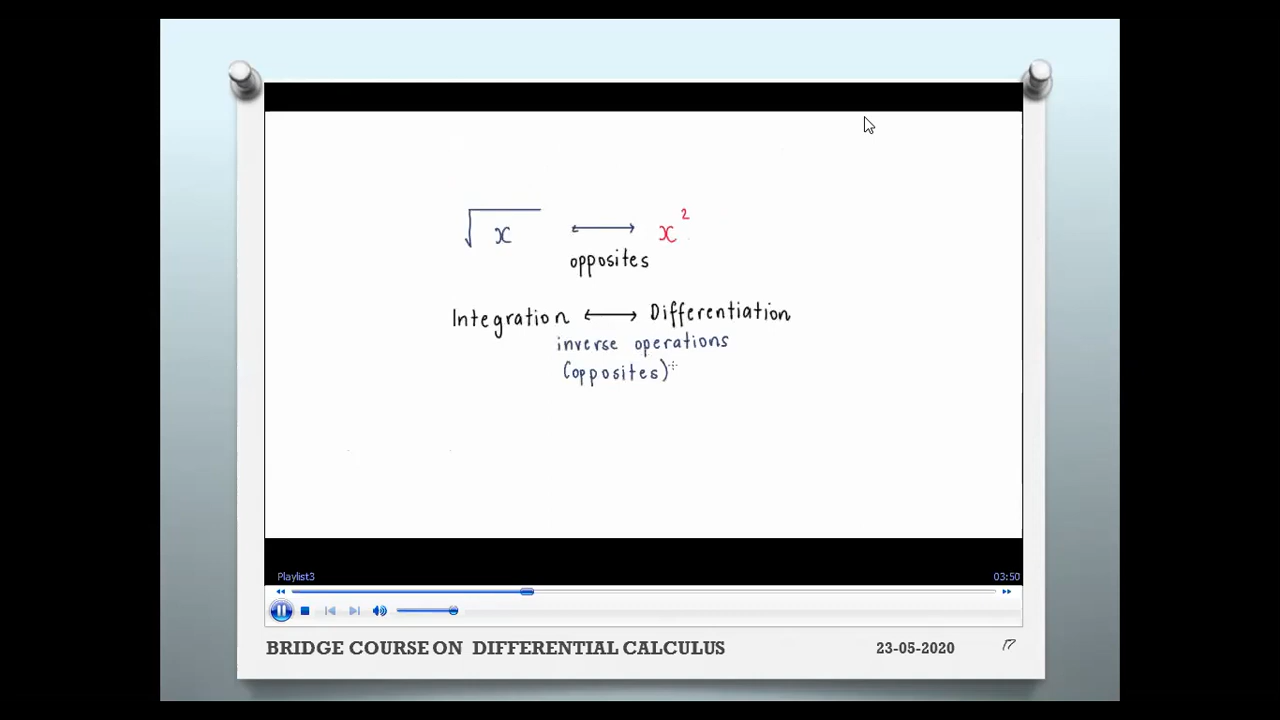 √x ⟷ x²
opposites
Integration ⟷ Differentiation
inverse operations
(opposites)
Playlist3 03:50
BRIDGE COURSE ON DIFFERENTIAL CALCULUS 23-05-2020 17